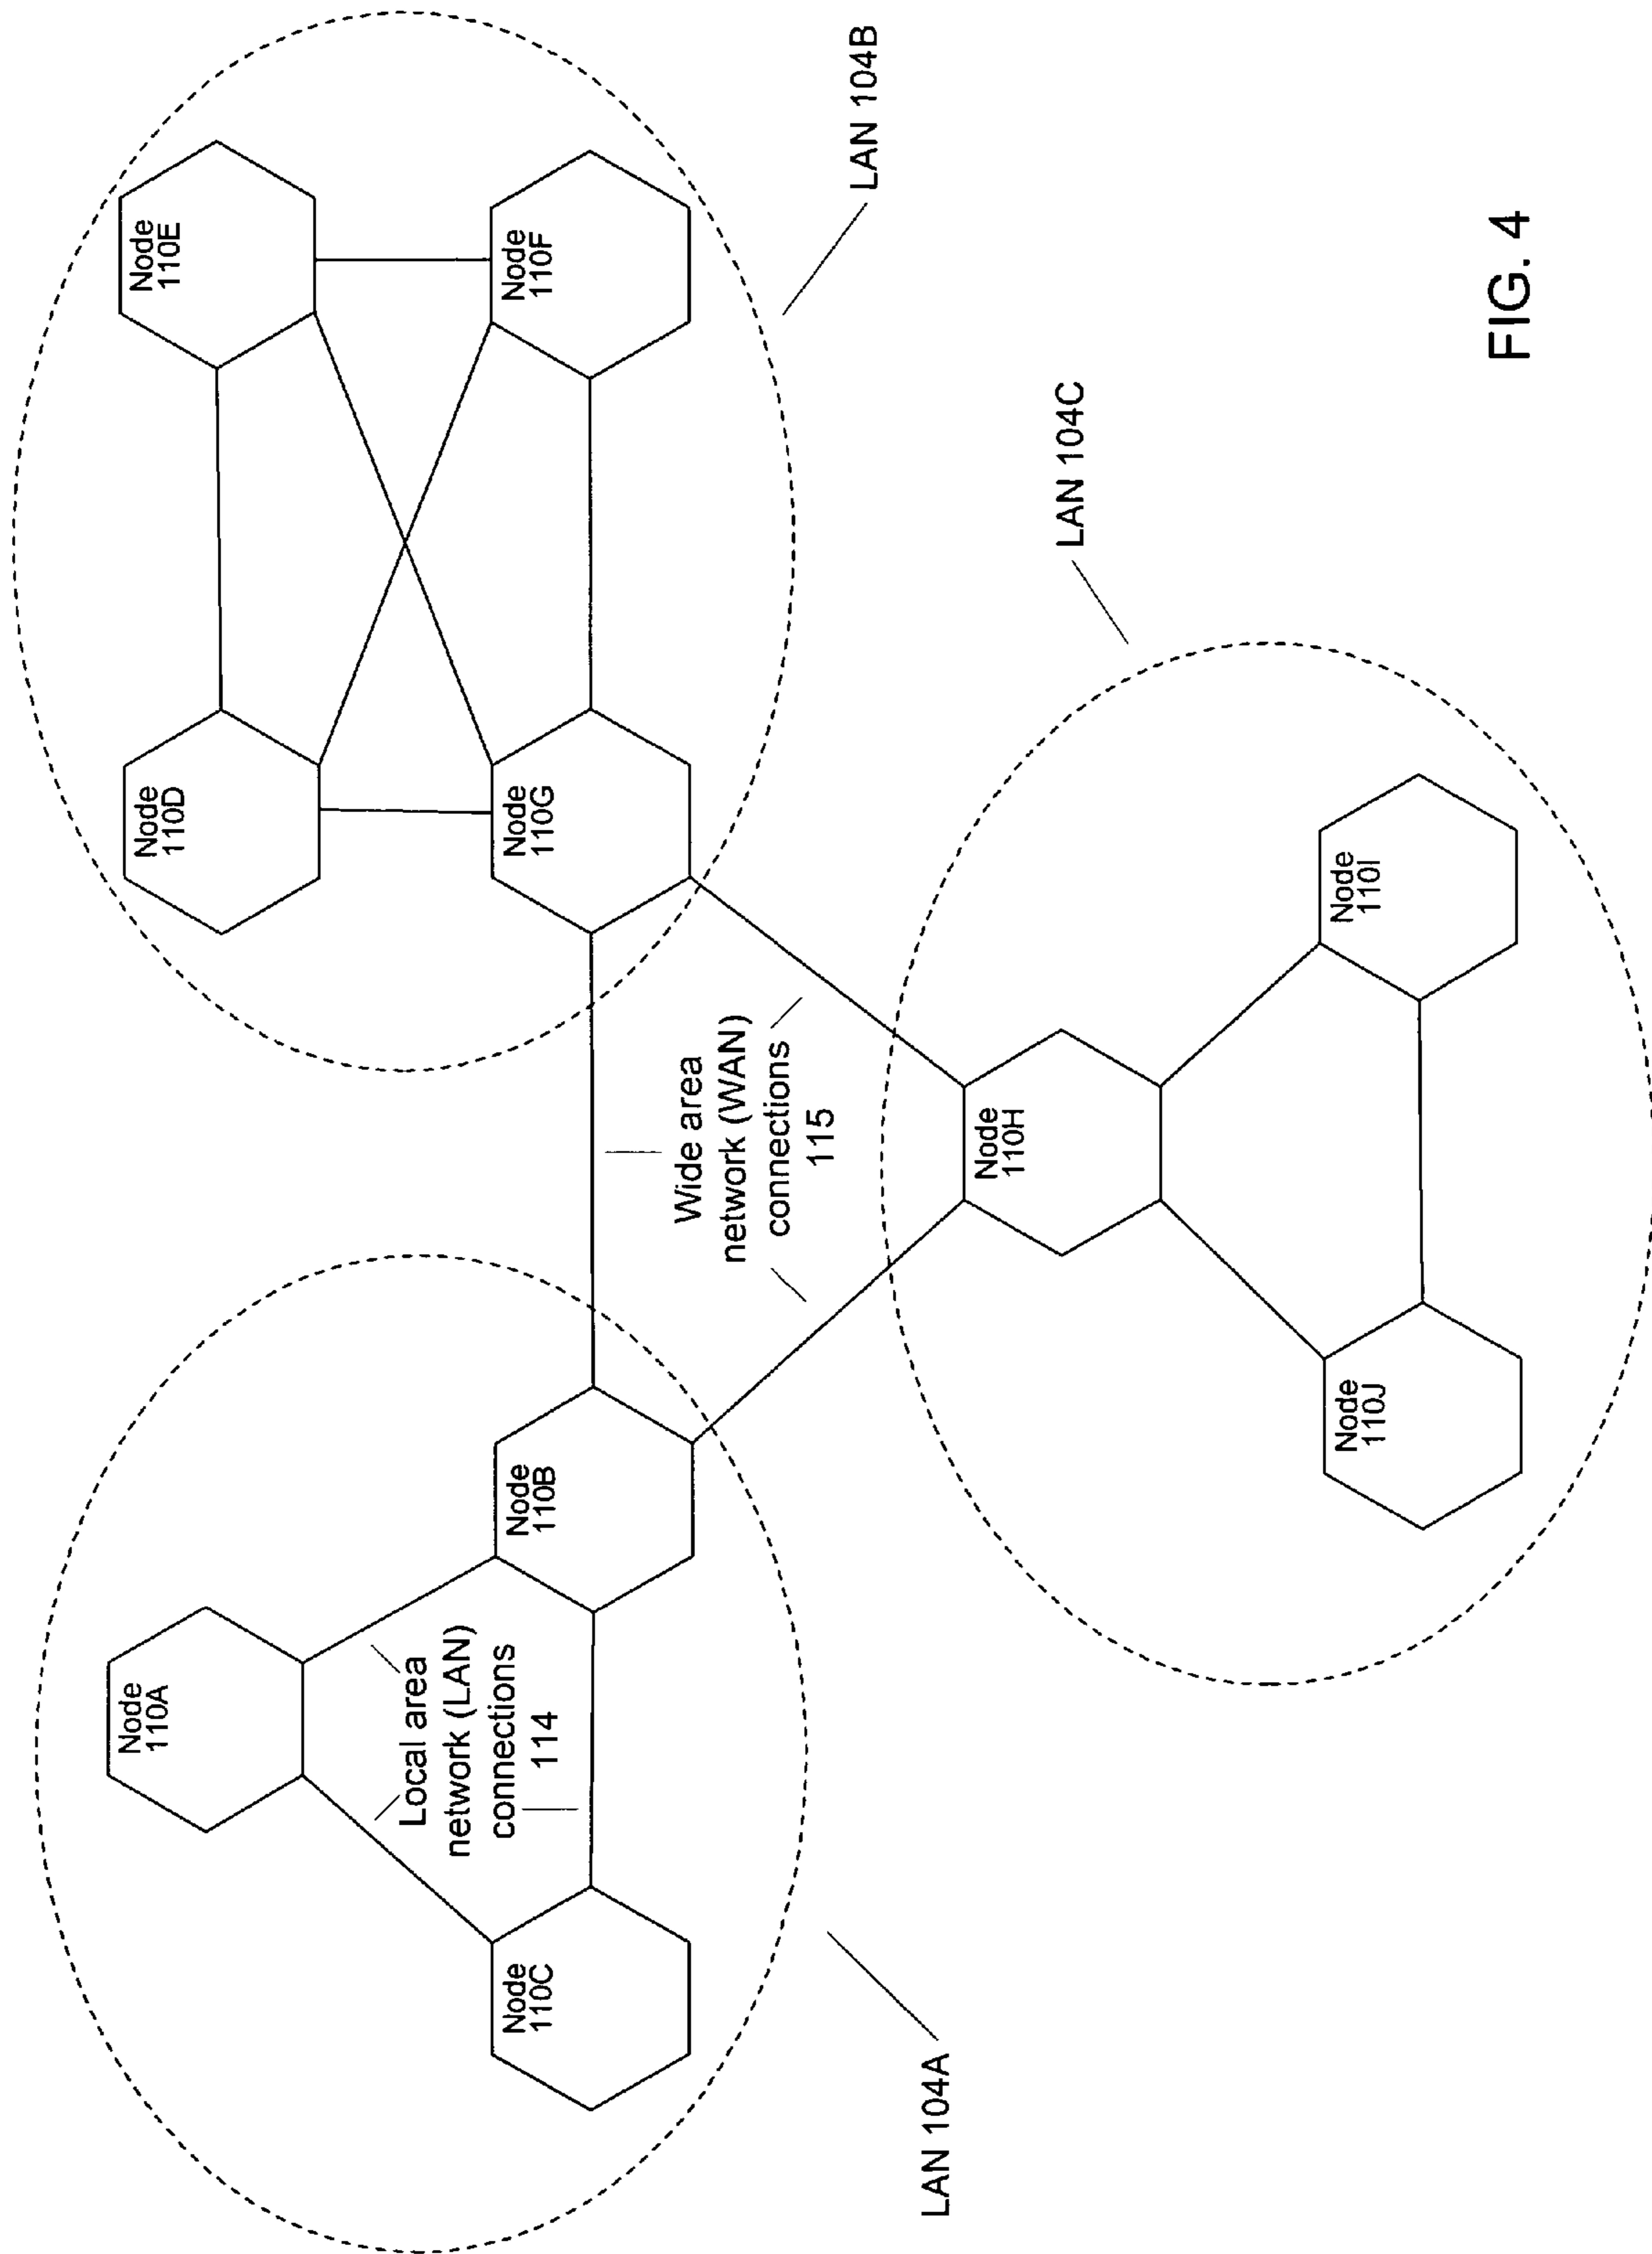 Node
110A
Local area
network (LAN)
connections
114
Node
110C
Node
110B
LAN 104A
Wide area
network (WAN)
connections
115
Node
110D
Node
110E
Node
110G
Node
110F
LAN 104B
Node
110H
Node
110J
Node
110I
LAN 104C
FIG. 4